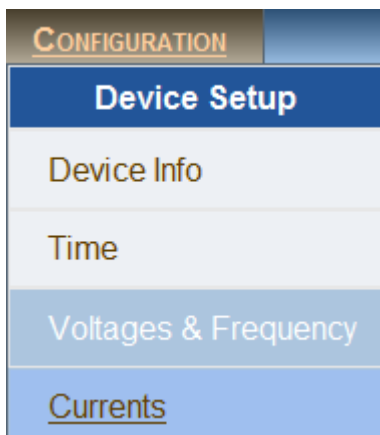 CONFIGURATION
Device Setup
Device Info
Time
Voltages & Frequency
Currents